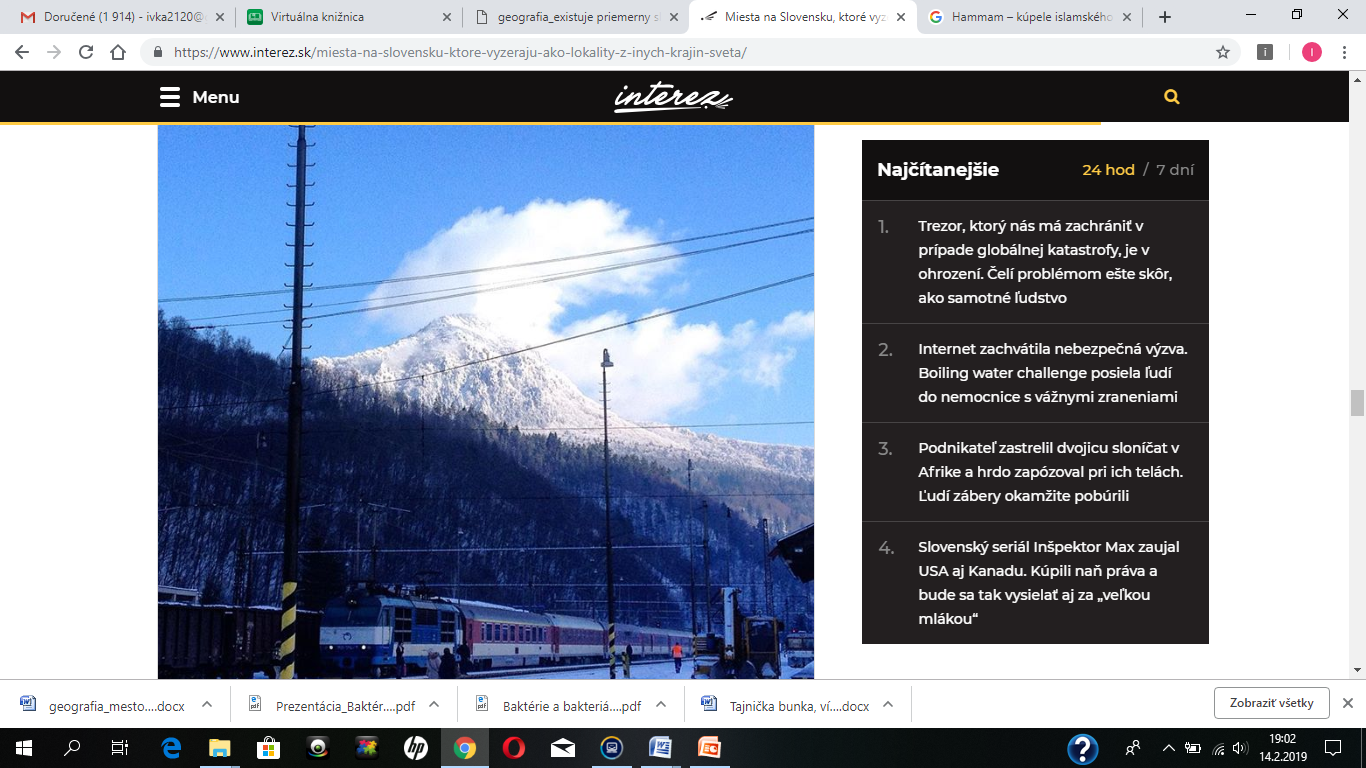 Doručené (1 914) - ivka2120@
Virtuálna knižnica
geografia_existuje priemerny s
Miesta na Slovensku, ktoré vyz
Hammam – kúpele islamského
https://www.interez.sk/miesta-na-slovensku-ktore-vyzeraju-ako-lokality-z-inych-krajin-sveta/
I
Menu
interez
Najčítanejšie
24 hod / 7 dní
1.
Trezor, ktorý nás má zachrániť v
prípade globálnej katastrofy, je v
ohrození. Čelí problémom ešte skôr,
ako samotné ľudstvo
2.
Internet zachvátila nebezpečná výzva.
Boiling water challenge posiela ľudí
do nemocnice s vážnymi zraneniami
3.
Podnikateľ zastrelil dvojicu sloníčat v
Afrike a hrdo zapózoval pri ich telách.
Ľudí zábery okamžite pobúrili
4.
Slovenský seriál Inšpektor Max zaujal
USA aj Kanadu. Kúpili naň práva a
bude sa tak vysielať aj za „veľkou
mlákou“
geografia_mesto....docx
Prezentácia_Baktér....pdf
Baktérie a bakteriá....pdf
Tajnička bunka, ví....docx
Zobraziť všetky
hp
19:02
14.2.2019